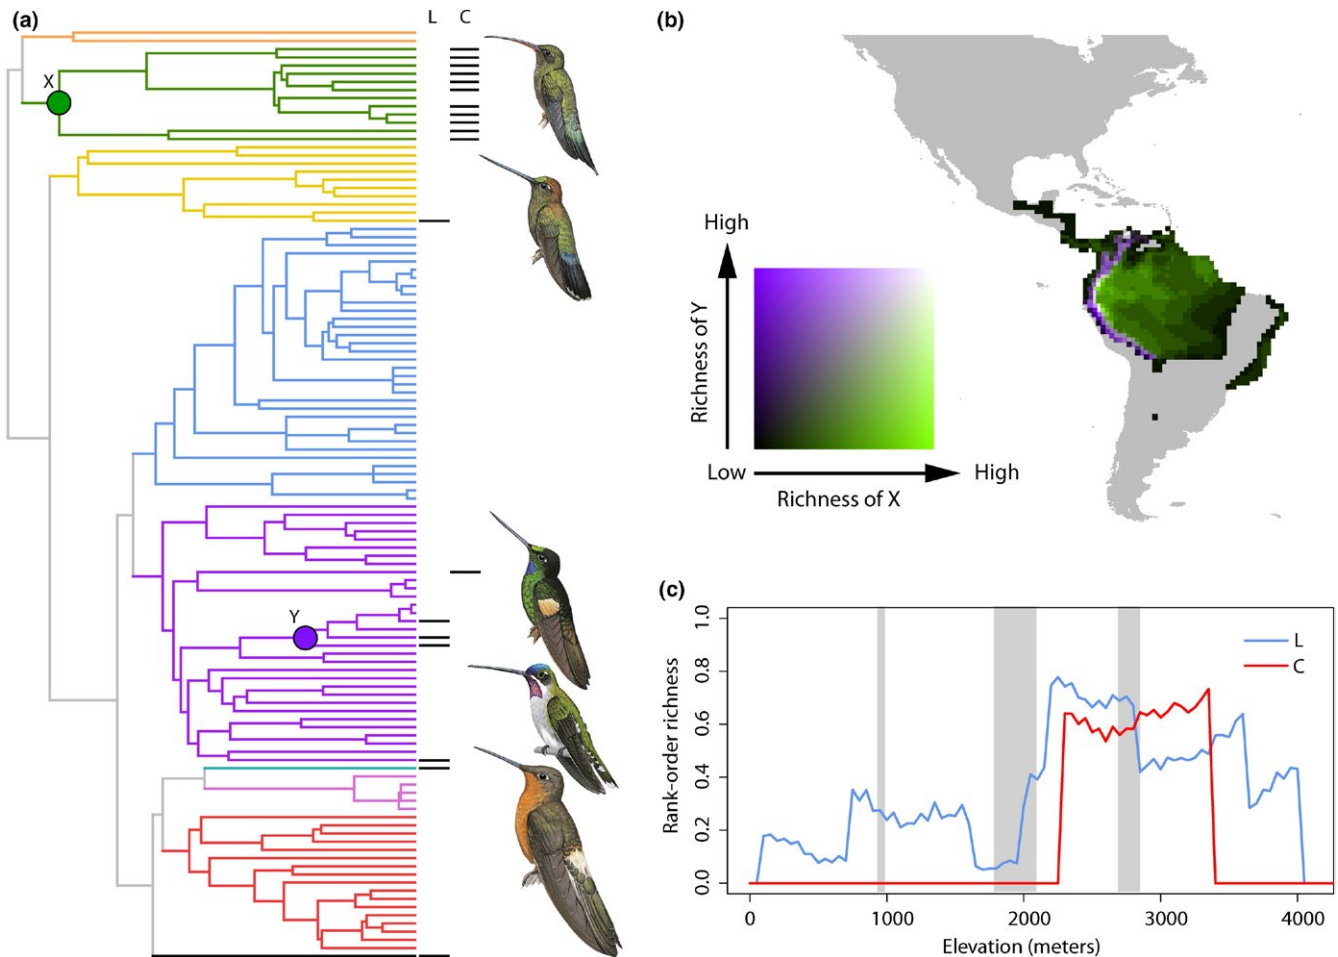 (a)
L C
X
Y
(b)
High
Richness of Y
Low
High
Richness of X
(c)
1.0
0.8
0.6
0.4
0.2
0.0
Rank-order richness
L
C
0 1000 2000 3000 4000
Elevation (meters)